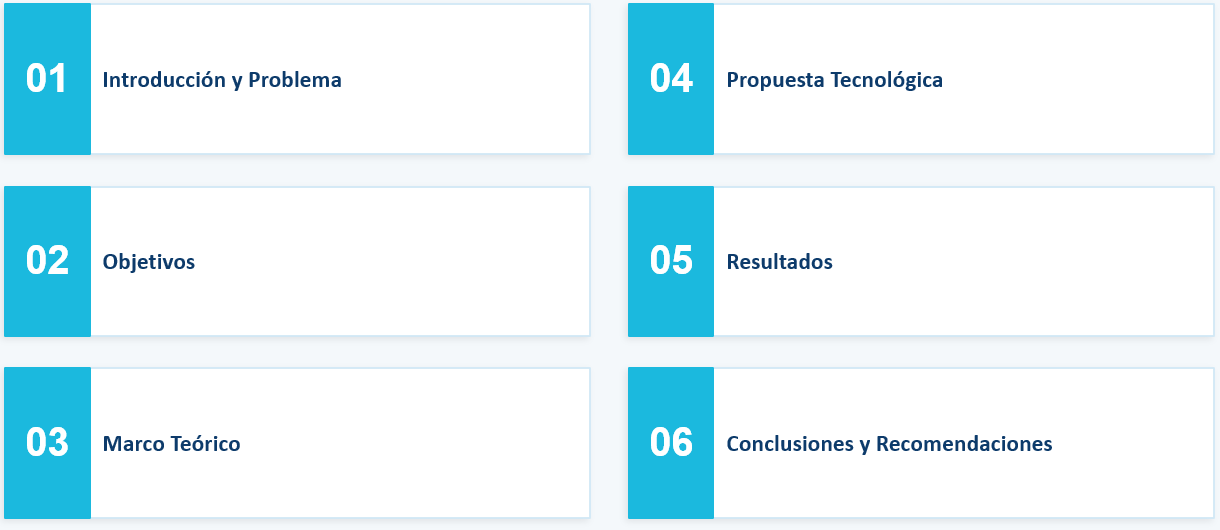 01
Introducción y Problema
02
Objetivos
03
Marco Teórico
04
Propuesta Tecnológica
05
Resultados
06
Conclusiones y Recomendaciones